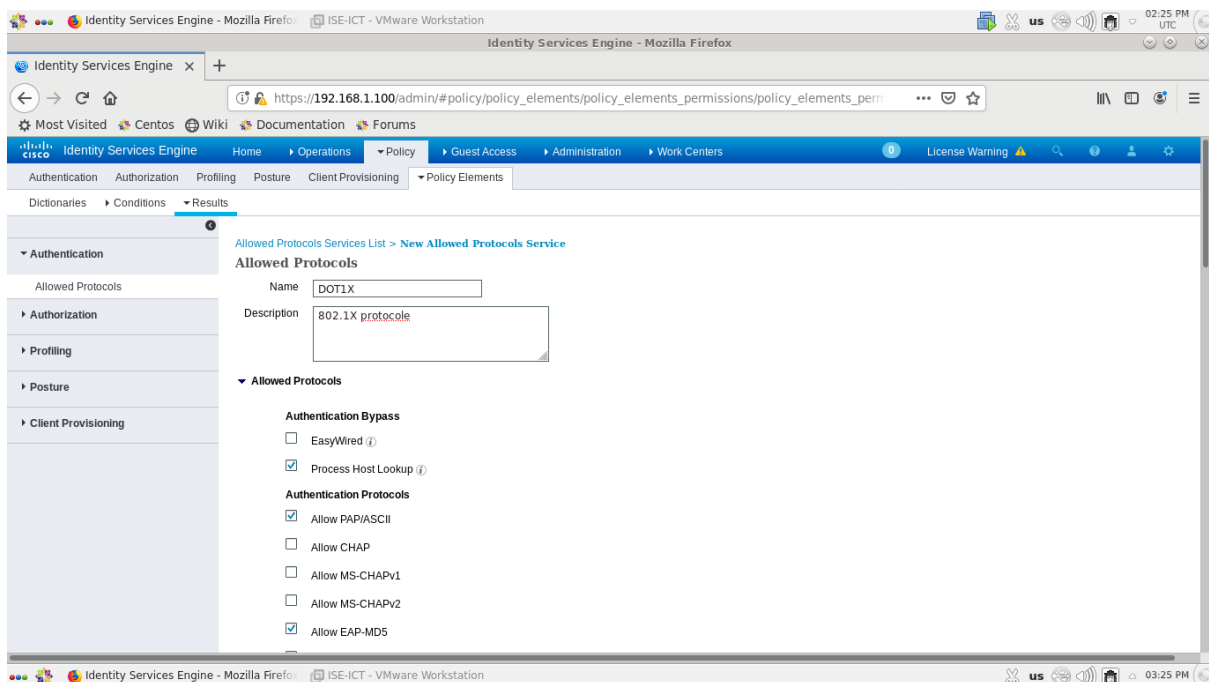 Identity Services Engine - Mozilla Firefox ISE-ICT - VMware Workstation us 02:25 PM UTC
Identity Services Engine - Mozilla Firefox
Identity Services Engine × +
https://192.168.1.100/admin/#policy/policy_elements/policy_elements_permissions/policy_elements_perm
Most Visited Centos Wiki Documentation Forums
cisco Identity Services Engine Home Operations Policy Guest Access Administration Work Centers 0 License Warning
Authentication Authorization Profiling Posture Client Provisioning Policy Elements
Dictionaries Conditions Results
Allowed Protocols Services List > New Allowed Protocols Service
Authentication
Allowed Protocols
Authorization
Profiling
Posture
Client Provisioning
Allowed Protocols
Name DOT1X
Description 802.1X protocole
Allowed Protocols
Authentication Bypass
EasyWired
Process Host Lookup
Authentication Protocols
Allow PAP/ASCII
Allow CHAP
Allow MS-CHAPv1
Allow MS-CHAPv2
Allow EAP-MD5
Identity Services Engine - Mozilla Firefox ISE-ICT - VMware Workstation us 03:25 PM